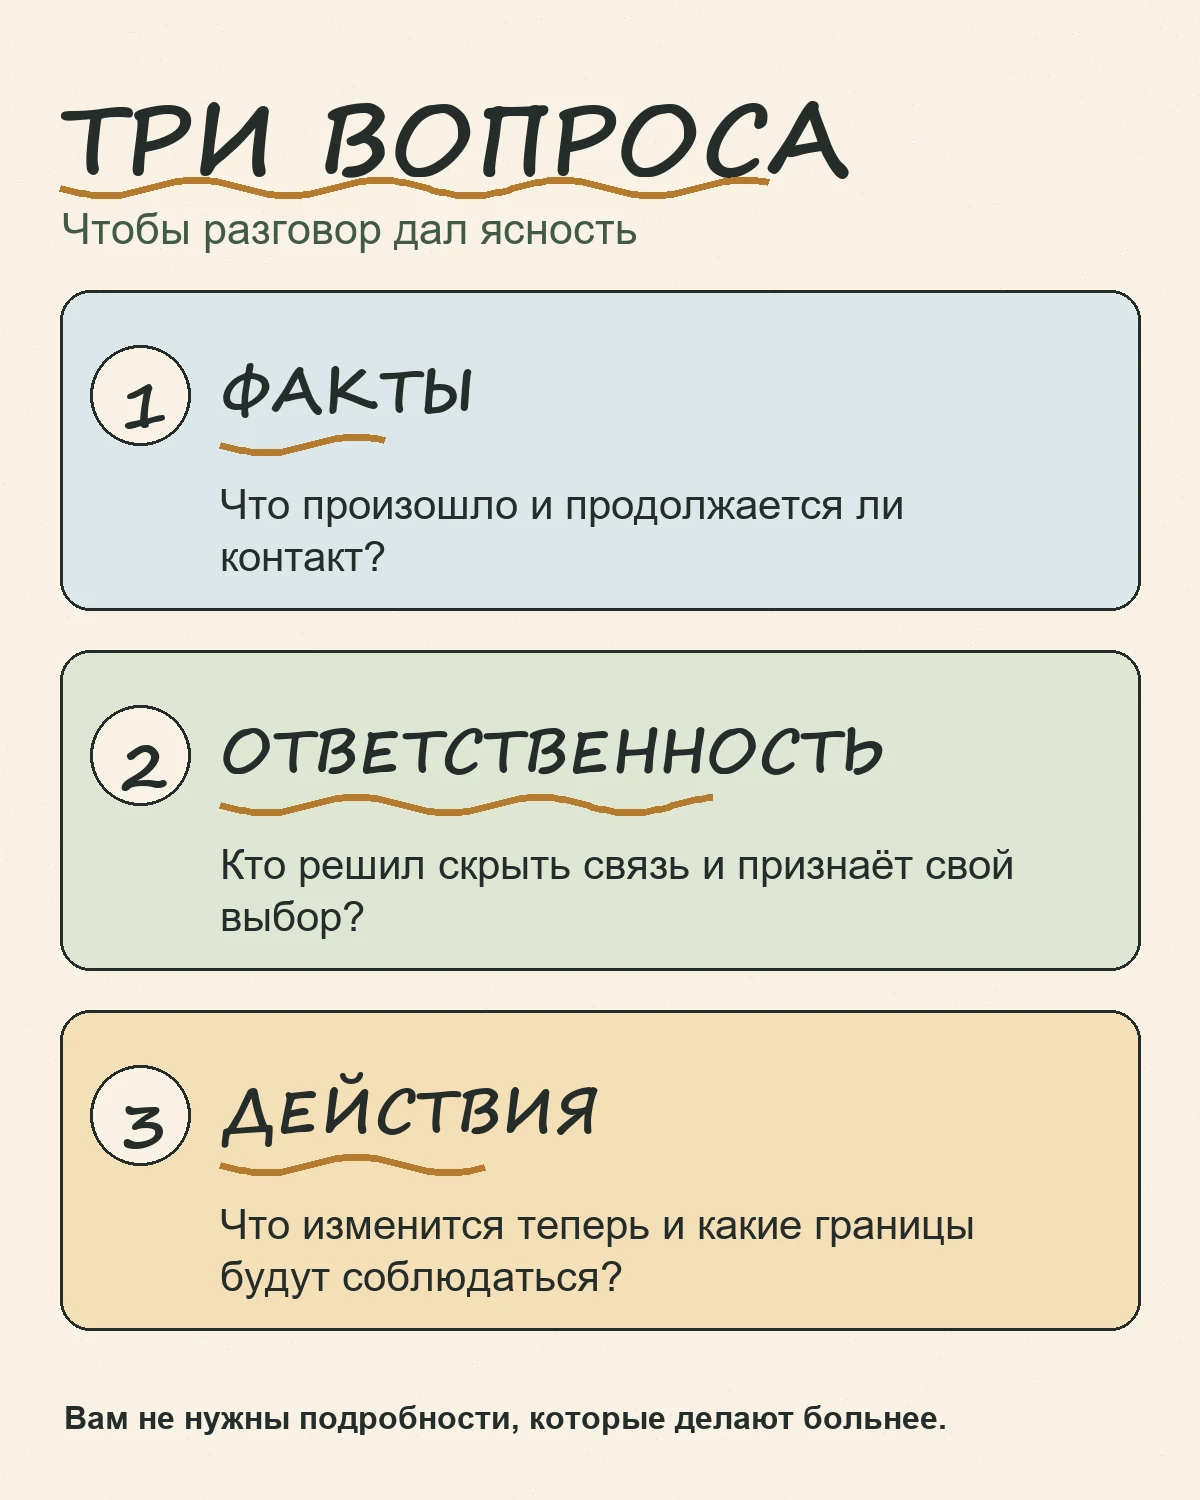 ТРИ ВОПРОСА
Чтобы разговор дал ясность
1
ФАКТЫ
Что произошло и продолжается ли
контакт?
2
ОТВЕТСТВЕННОСТЬ
Кто решил скрыть связь и признаёт свой
выбор?
3
ДЕЙСТВИЯ
Что изменится теперь и какие границы
будут соблюдаться?
Вам не нужны подробности, которые делают больнее.